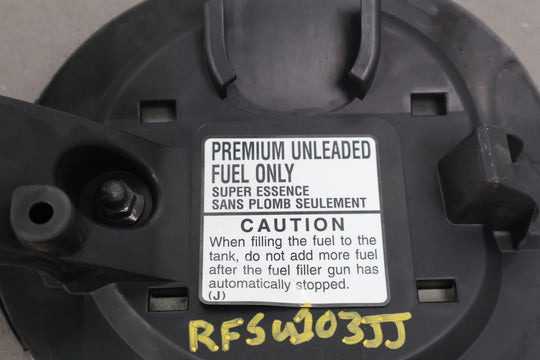 PREMIUM UNLEADED
FUEL ONLY
SUPER ESSENCE
SANS PLOMB SEULEMENT
CAUTION
When filling the fuel to the
tank, do not add more fuel
after the fuel filler gun has
automatically stopped.
(J)
RFSW103JJ